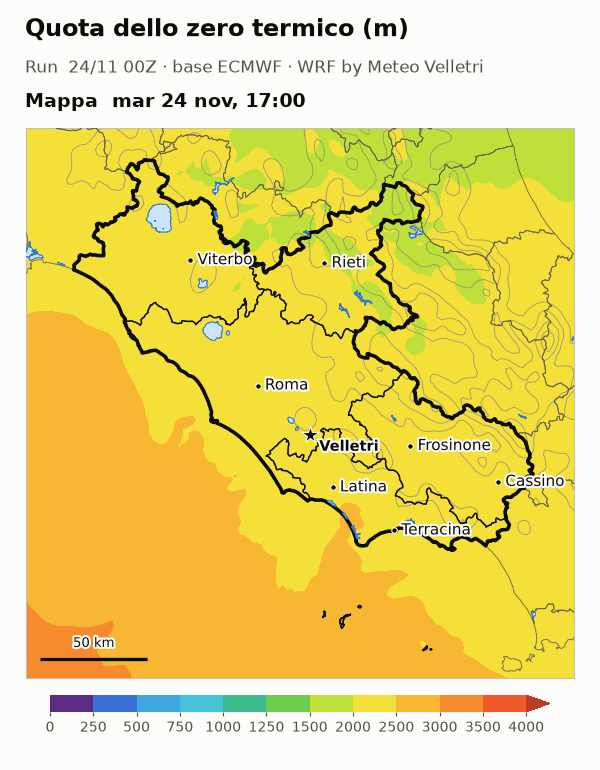 Quota dello zero termico (m)
Run  24/11 00Z · base ECMWF · WRF by Meteo Velletri
Mappa  mar 24 nov, 17:00
Viterbo
Rieti
Roma
Velletri
Frosinone
Cassino
Latina
Terracina
50 km
0 250 500 750 1000 1250 1500 2000 2500 3000 3500 4000